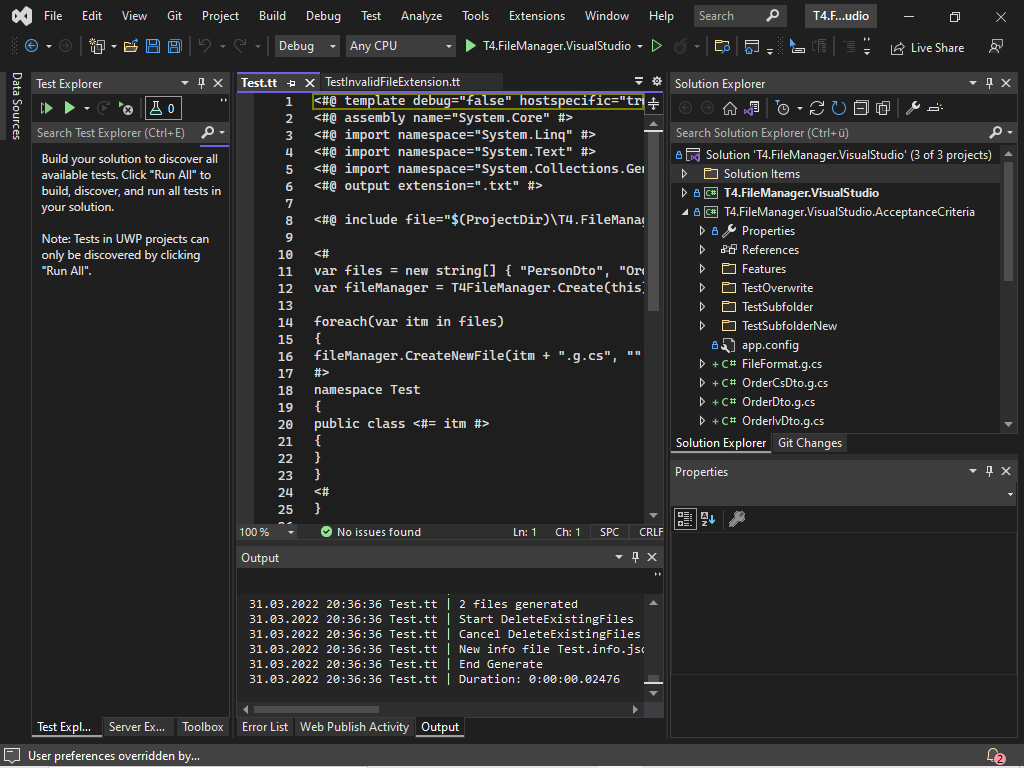 File Edit View Git Project Build Debug Test Analyze Tools Extensions Window Help Search T4.F...udio
Debug Any CPU T4.FileManager.VisualStudio Live Share
Data Sources
Test Explorer
0
Search Test Explorer (Ctrl+E)
Build your solution to discover all
available tests. Click "Run All" to
build, discover, and run all tests in
your solution.
Note: Tests in UWP projects can
only be discovered by clicking
"Run All".
Test Expl... Server Ex... Toolbox
Test.tt TestInvalidFileExtension.tt
1 <#@ template debug="false" hostspecific="tr
2 <#@ assembly name="System.Core" #>
3 <#@ import namespace="System.Linq" #>
4 <#@ import namespace="System.Text" #>
5 <#@ import namespace="System.Collections.Gen
6 <#@ output extension=".txt" #>
7
8 <#@ include file="$(ProjectDir)\T4.FileManag
9
10 <#
11 var files = new string[] { "PersonDto", "Ord
12 var fileManager = T4FileManager.Create(this)
13
14 foreach(var itm in files)
15 {
16 fileManager.CreateNewFile(itm + ".g.cs", ""
17 #>
18 namespace Test
19 {
20 public class <#= itm #>
21 {
22 }
23 }
24 <#
25 }
100 % No issues found Ln: 1 Ch: 1 SPC CRLF
Output
31.03.2022 20:36:36 Test.tt | 2 files generated
31.03.2022 20:36:36 Test.tt | Start DeleteExistingFiles
31.03.2022 20:36:36 Test.tt | Cancel DeleteExistingFiles
31.03.2022 20:36:36 Test.tt | New info file Test.info.jso
31.03.2022 20:36:36 Test.tt | End Generate
31.03.2022 20:36:36 Test.tt | Duration: 0:00:00.02476
Error List Web Publish Activity Output
Solution Explorer
Search Solution Explorer (Ctrl+ü)
Solution 'T4.FileManager.VisualStudio' (3 of 3 projects)
Solution Items
C# T4.FileManager.VisualStudio
C# T4.FileManager.VisualStudio.AcceptanceCriteria
Properties
References
Features
TestOverwrite
TestSubfolder
TestSubfolderNew
app.config
+ C# FileFormat.g.cs
+ C# OrderCsDto.g.cs
+ C# OrderDto.g.cs
+ C# OrderlvDto.g.cs
Solution Explorer Git Changes
Properties
User preferences overridden by... 2